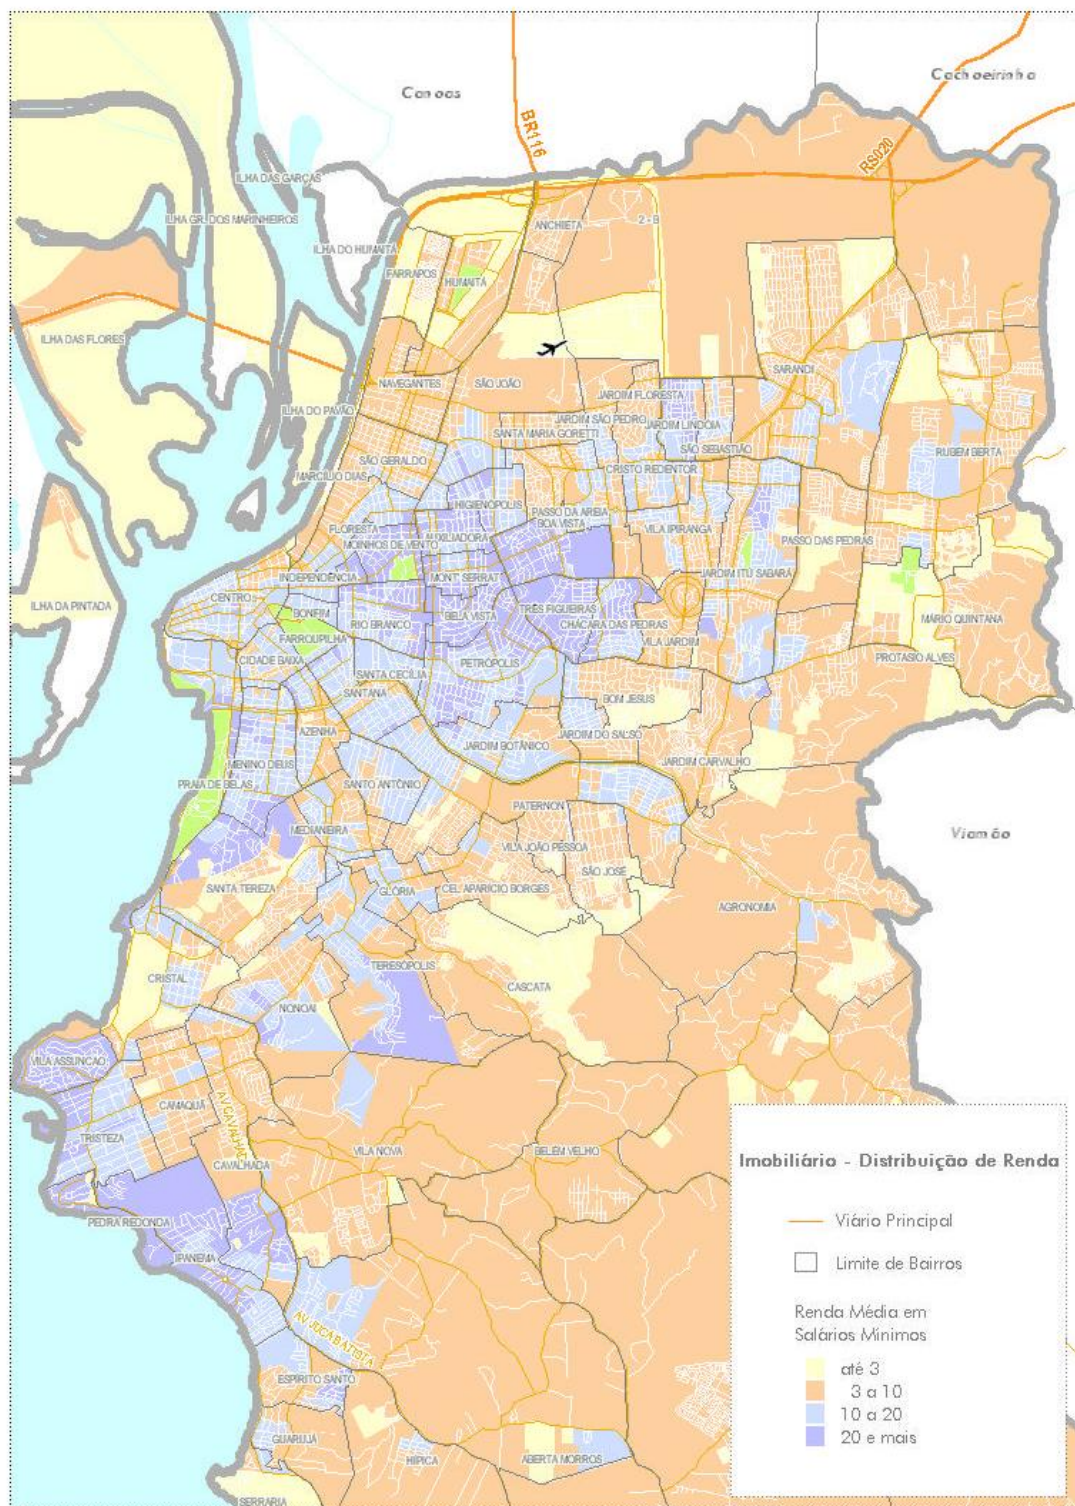 Canoas
Cachoeirinha
BR116
RS020
ILHA DAS GARÇAS
ILHA GR. DOS MARINHEIROS
ILHA DO HUMAITÁ
ANCHIETA
2 - B
FARRAPOS
HUMAITÁ
ILHA DAS FLORES
NAVEGANTES
SÃO JOÃO
SARANDI
ILHA DO PAVÃO
JARDIM FLORESTA
JARDIM SÃO PEDRO
JARDIM LINDOIA
SANTA MARIA GORETTI
SÃO SEBASTIÃO
RUBEM BERTA
SÃO GERALDO
MARCÍLIO DIAS
CRISTO REDENTOR
HIGIENÓPOLIS
PASSO DA AREIA
BOA VISTA
FLORESTA
AUXILIADORA
MOINHOS DE VENTO
VILA IPIRANGA
PASSO DAS PEDRAS
INDEPENDÊNCIA
MONT SERRAT
JARDIM ITÚ SABARÁ
CENTRO
ILHA DA PINTADA
BONFIM
RIO BRANCO
BELA VISTA
TRÊS FIGUEIRAS
CHÁCARA DAS PEDRAS
MÁRIO QUINTANA
FARROUPILHA
VILA JARDIM
CIDADE BAIXA
PETRÓPOLIS
PROTASIO ALVES
SANTA CECÍLIA
SANTANA
BOM JESUS
AZENHA
JARDIM DO SALSO
JARDIM BOTÂNICO
MENINO DEUS
JARDIM CARVALHO
PRAIA DE BELAS
SANTO ANTÔNIO
PATERNON
MEDIANEIRA
Viamão
VILA JOÃO PESSOA
SÃO JOSÉ
SANTA TEREZA
GLÓRIA
CEL APARICIO BORGES
AGRONOMIA
TERESÓPOLIS
CRISTAL
CASCATA
NONOAI
VILA ASSUNCAO
CAMAQUÃ
AV CAVALHADA
TRISTEZA
VILA NOVA
BELÉM VELHO
CAVALHADA
PEDRA REDONDA
IPANEMA
AV JUCA BATISTA
ESPÍRITO SANTO
GUARUJÁ
HÍPICA
ABERTA MORROS
SERRARIA
Imobiliário - Distribuição de Renda
Viário Principal
Limite de Bairros
Renda Média em
Salários Mínimos
até 3
3 a 10
10 a 20
20 e mais